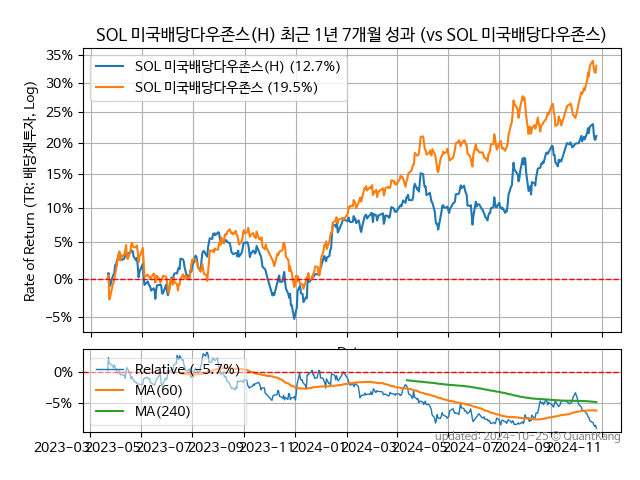 SOL 미국배당다우존스(H) 최근 1년 7개월 성과 (vs SOL 미국배당다우존스)
Rate of Return (TR: 배당재투자, Log)
35%
30%
25%
20%
15%
10%
5%
0%
−5%
SOL 미국배당다우존스(H) (12.7%)
SOL 미국배당다우존스 (19.5%)
0%
−5%
Relative (−5.7%)
MA(60)
MA(240)
updated: 2024-10-25 © QuantKang
2023-03 2023-05 2023-07 2023-09 2023-11 2024-01 2024-03 2024-05 2024-07 2024-09 2024-11